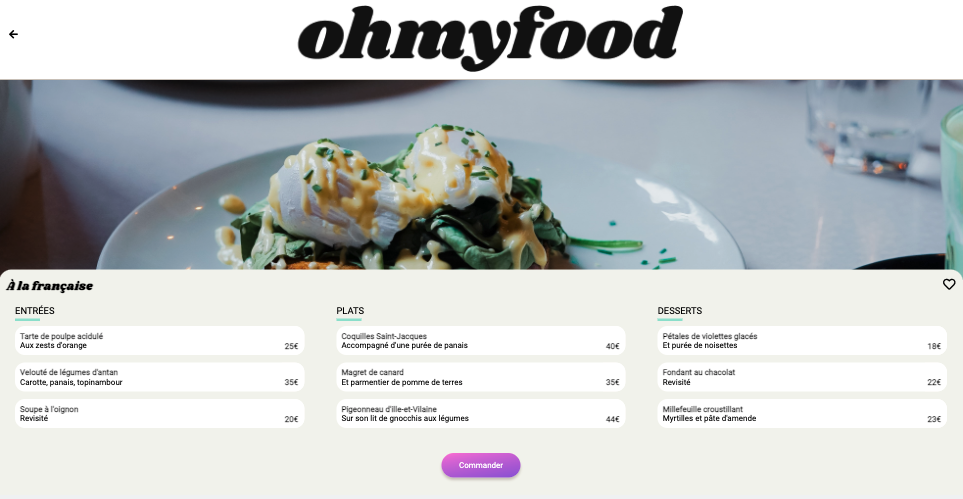 ohmyfood
À la française
ENTRÉES
Tarte de poulpe acidulé
Aux zests d'orange
25€
Velouté de légumes d'antan
Carotte, panais, topinambour
35€
Soupe à l'oignon
Revisité
20€
PLATS
Coquilles Saint-Jacques
Accompagné d'une purée de panais
40€
Magret de canard
Et parmentier de pomme de terres
35€
Pigeonneau d'Ille-et-Vilaine
Sur son lit de gnocchis aux légumes
44€
DESSERTS
Pétales de violettes glacés
Et purée de noisettes
18€
Fondant au chocolat
Revisité
22€
Millefeuille croustillant
Myrtilles et pâte d'amende
23€
Commander